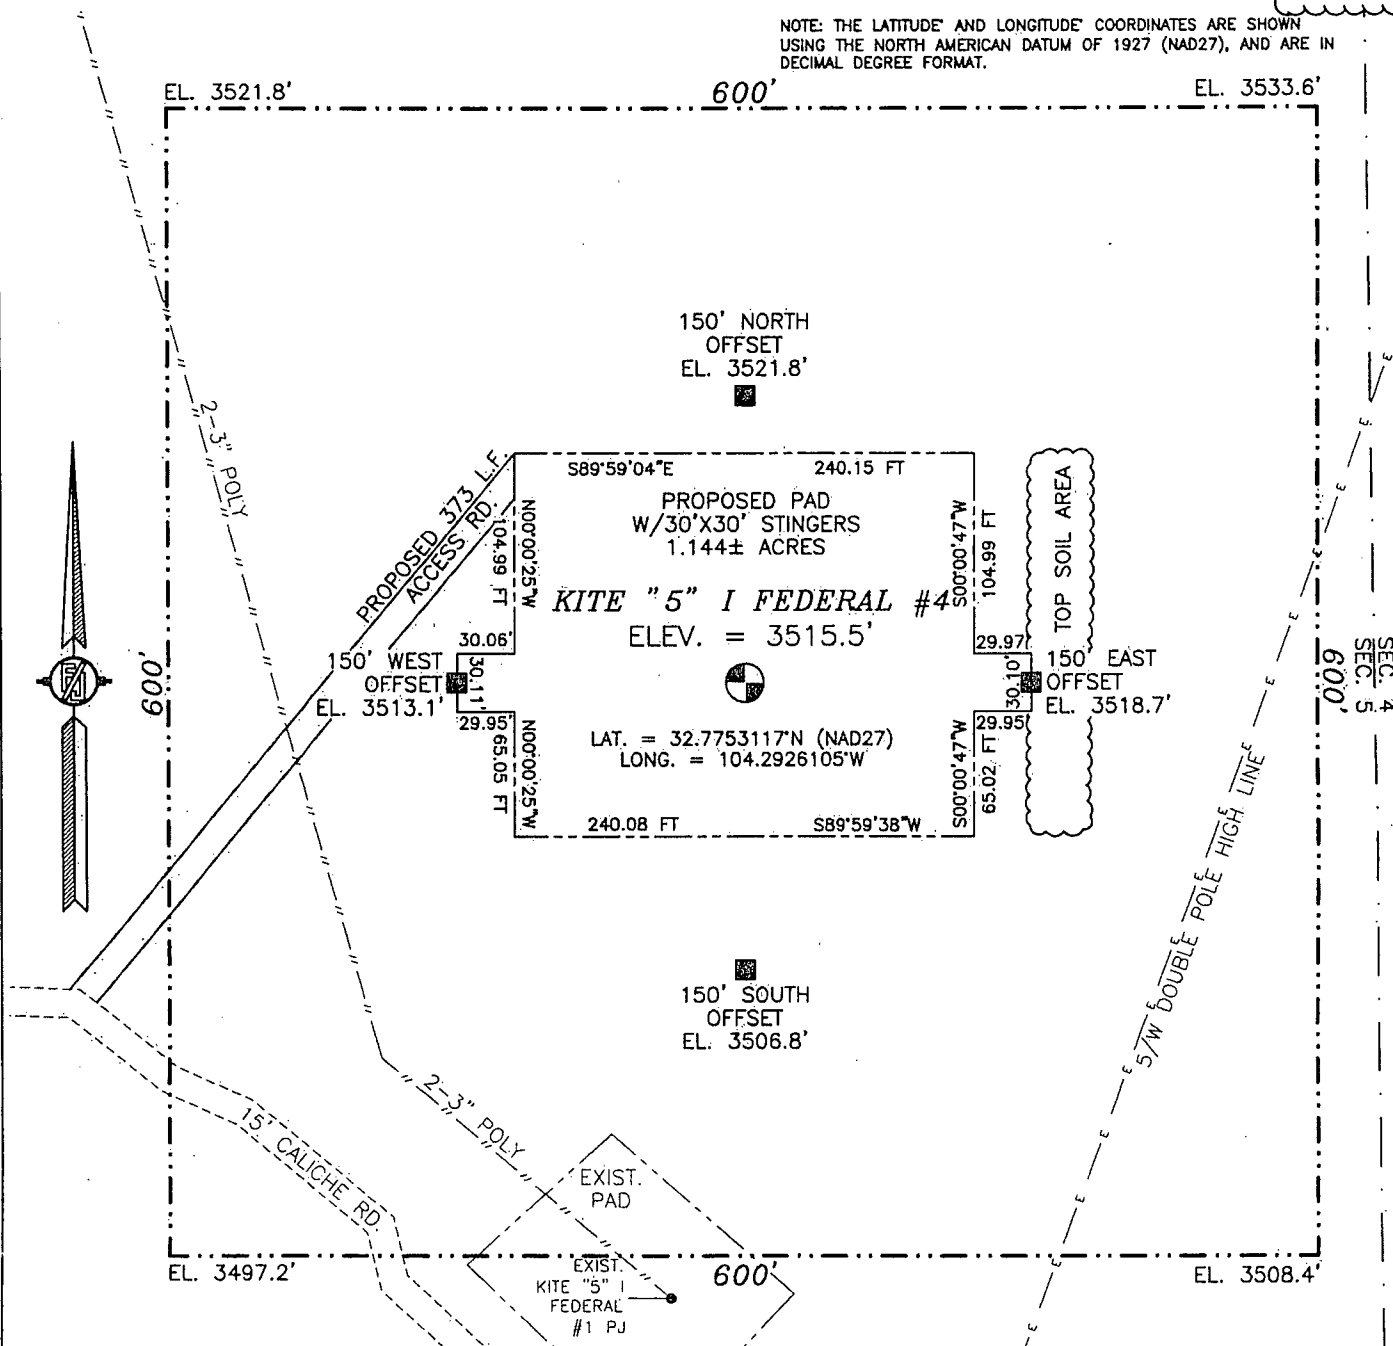 NOTE: THE LATITUDE AND LONGITUDE COORDINATES ARE SHOWN
USING THE NORTH AMERICAN DATUM OF 1927 (NAD27), AND ARE IN
DECIMAL DEGREE FORMAT.
EL. 3521.8'
600'
EL. 3533.6'
150' NORTH
OFFSET
EL. 3521.8'
2-3" POLY
S89°59'04"E
240.15 FT
PROPOSED 373 L.F.
ACCESS RD.
N00°00'25"W
104.99 FT
PROPOSED PAD
W/30'X30' STINGERS
1.144± ACRES
S00°00'47"W
104.99 FT
TOP SOIL AREA
KITE "5" I FEDERAL #4
ELEV. = 3515.5'
30.06'
29.97'
150' WEST
OFFSET
EL. 3513.1'
30.11'
30.10'
150' EAST
OFFSET
EL. 3518.7'
600'
600'
SEC. 4
SEC. 5
29.95'
29.95'
N00°00'25"W
65.05 FT
LAT. = 32.7753117°N (NAD27)
LONG. = 104.2926105°W
S00°00'47"W
65.02 FT
240.08 FT
S89°59'38"W
5/W DOUBLE POLE HIGH LINE
150' SOUTH
OFFSET
EL. 3506.8'
2-3" POLY
15' CALICHE RD.
EXIST.
PAD
EL. 3497.2'
600'
EL. 3508.4'
EXIST.
KITE "5" I
FEDERAL
#1 PJ